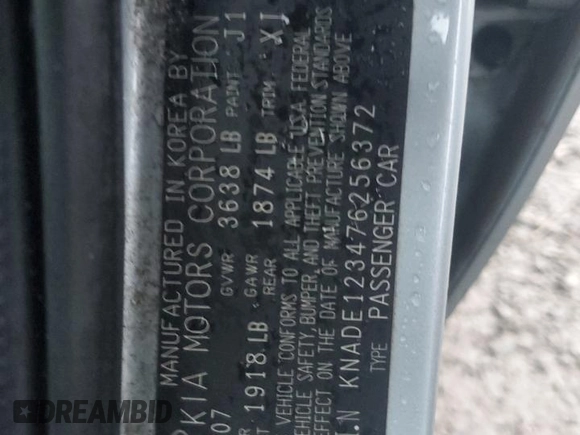 MANUFACTURED IN KOREA BY
KIA MOTORS CORPORATION
07 GVWR 3638 LB PAINT J1
1918 LB GAWR REAR 1874 LB TRIM XI
VEHICLE CONFORMS TO ALL APPLICABLE USA FEDERAL
VEHICLE SAFETY, BUMPER, AND THEFT PREVENTION STANDARDS
EFFECT ON THE DATE OF MANUFACTURE SHOWN ABOVE
I.N KNADE123476256372
TYPE PASSENGER CAR
DREAMBID